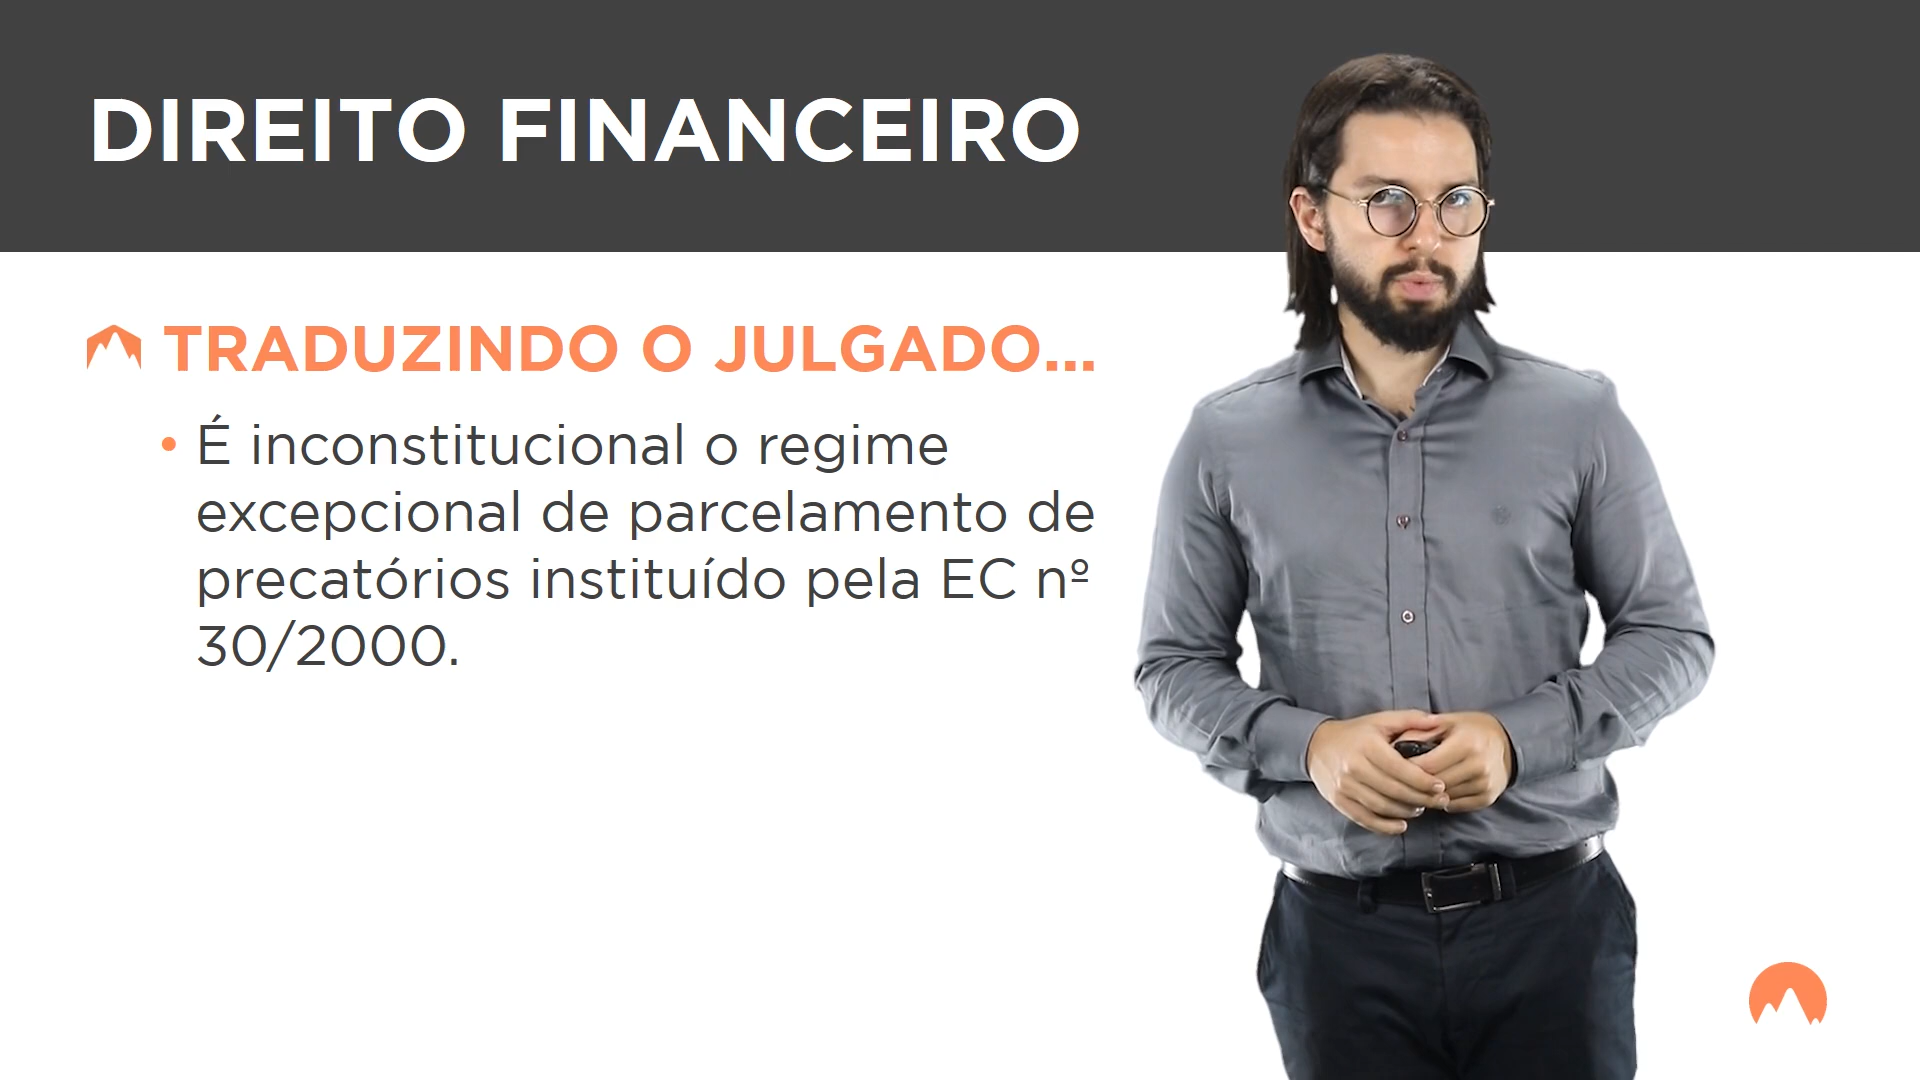 DIREITO FINANCEIRO
TRADUZINDO O JULGADO...
• É inconstitucional o regime
excepcional de parcelamento de
precatórios instituído pela EC nº
30/2000.